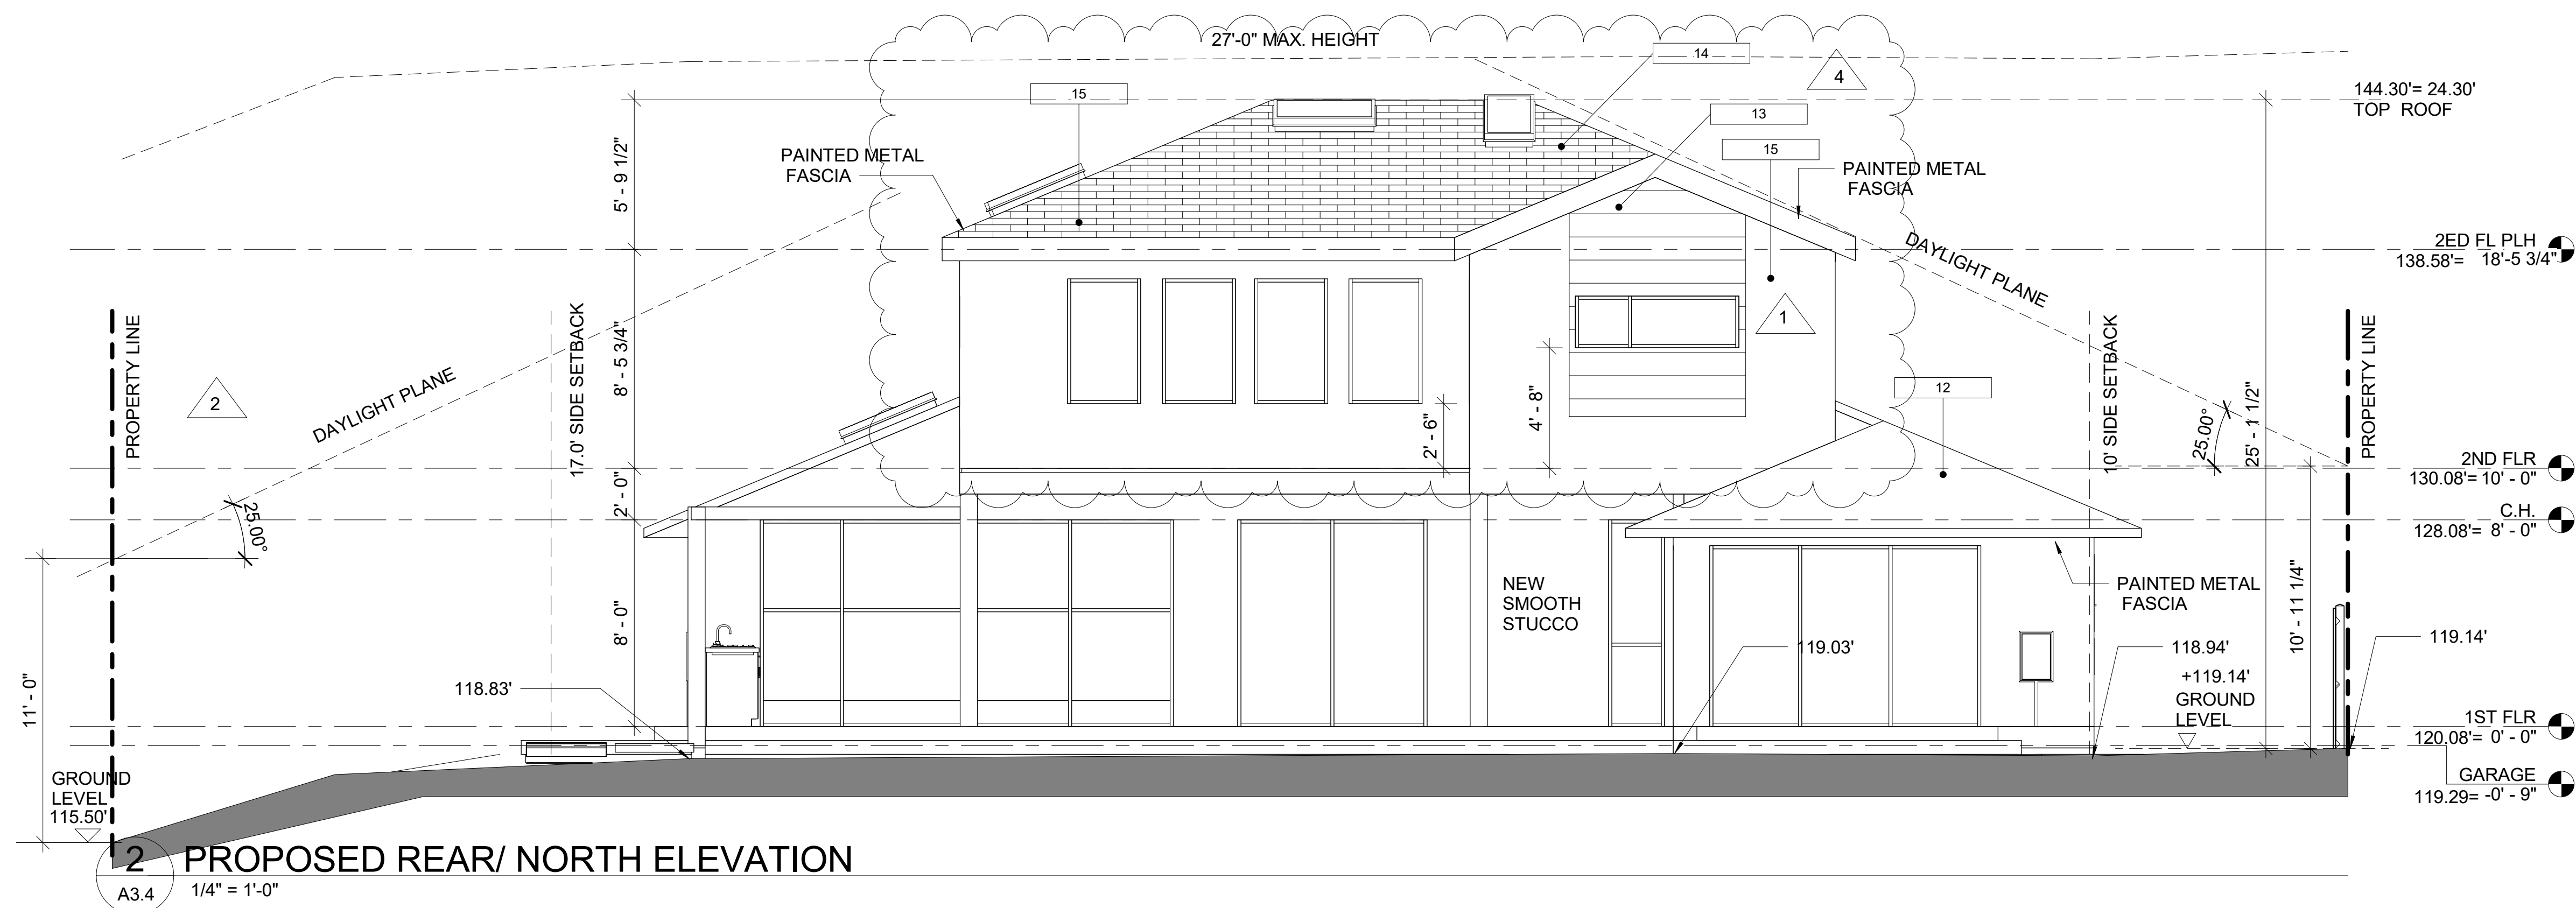 27'-0" MAX. HEIGHT
14
4
15
13
15
144.30'= 24.30'
TOP ROOF
PAINTED METAL
FASCIA
PAINTED METAL
FASCIA
5' - 9 1/2"
DAYLIGHT PLANE
2ED FL PLH
138.58'= 18'-5 3/4"
PROPERTY LINE
2
DAYLIGHT PLANE
17.0' SIDE SETBACK
8' - 5 3/4"
1
12
10' SIDE SETBACK
25.00°
25' - 1 1/2"
PROPERTY LINE
2' - 6"
4' - 8"
2ND FLR
130.08'= 10' - 0"
2' - 0"
25.00°
C.H.
128.08'= 8' - 0"
8' - 0"
NEW
SMOOTH
STUCCO
PAINTED METAL
FASCIA
10' - 11 1/4"
11' - 0"
118.83'
119.03'
118.94'
119.14'
+119.14'
GROUND
LEVEL
1ST FLR
120.08'= 0' - 0"
GROUND
LEVEL
115.50'
GARAGE
119.29= -0' - 9"
2
A3.4
PROPOSED REAR/ NORTH ELEVATION
1/4" = 1'-0"